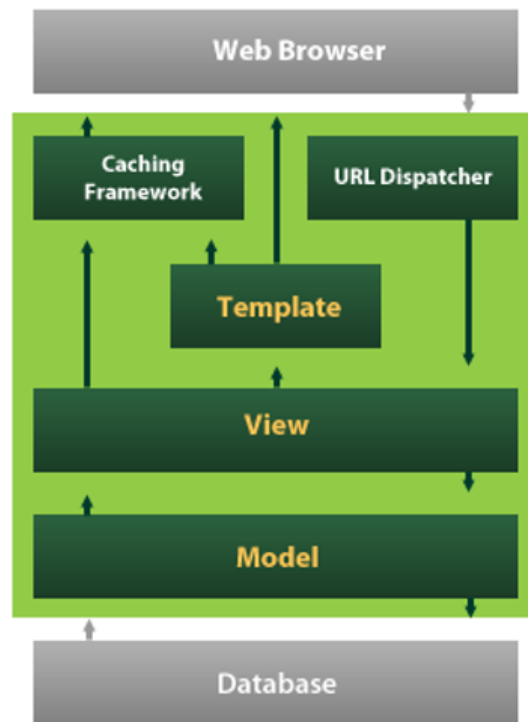 Web Browser
Caching
Framework
URL Dispatcher
Template
View
Model
Database